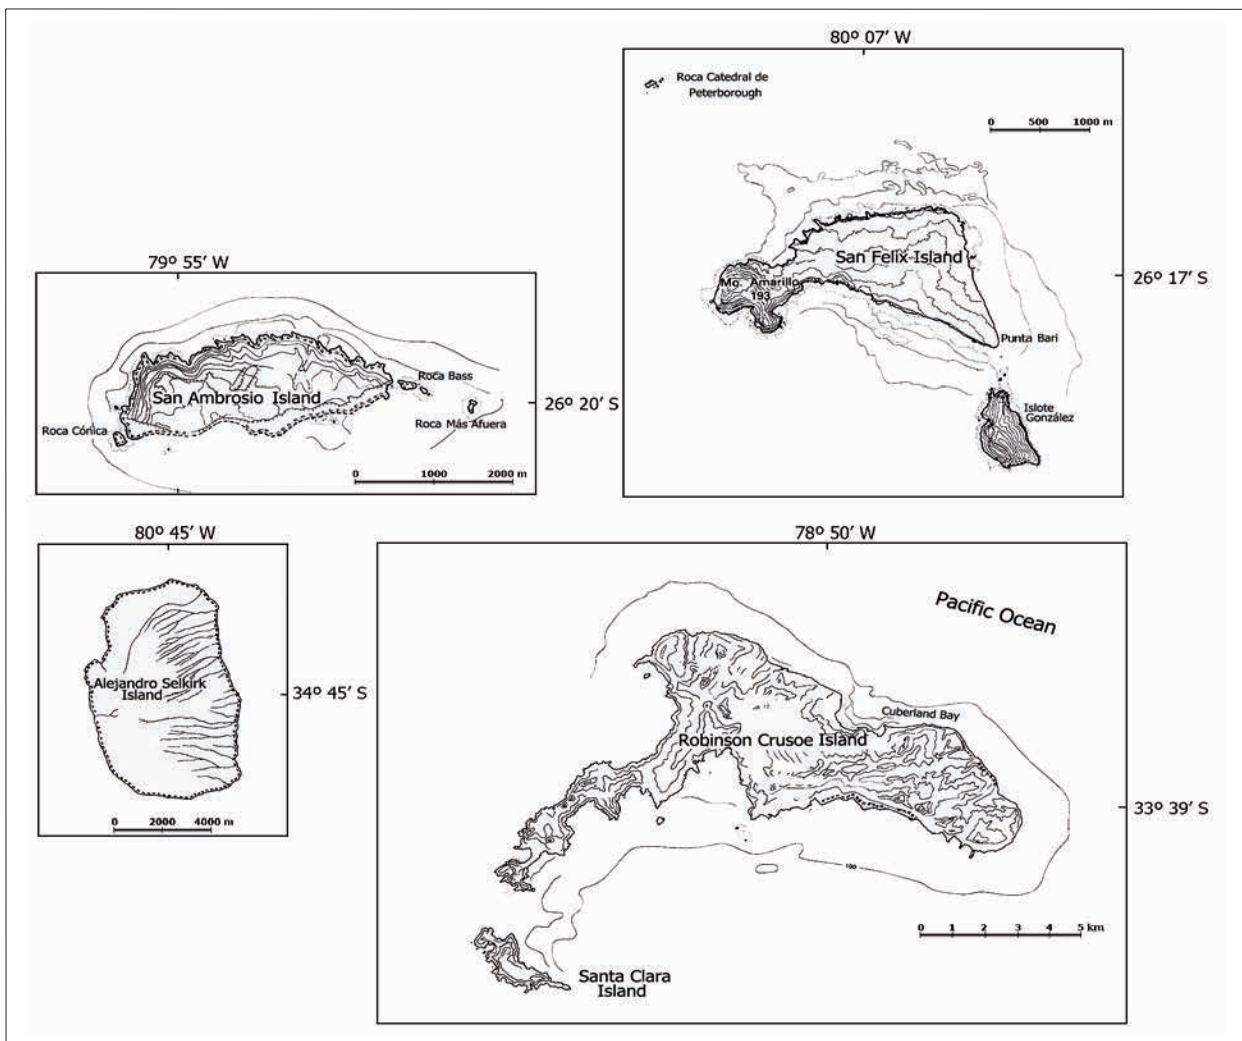 80º 07′ W
Roca Catedral de
Peterborough
0 500 1000 m
San Felix Island
Mo. Amarillo
193
26º 17′ S
Punta Bari
Islote
González
79º 55′ W
San Ambrosio Island
Roca Bass
Roca Más Afuera
Roca Cónica
26º 20′ S
0 1000 2000 m
80º 45′ W
Alejandro Selkirk
Island
34º 45′ S
0 2000 4000 m
78º 50′ W
Pacific Ocean
Cuberland Bay
Robinson Crusoe Island
33º 39′ S
100
0 1 2 3 4 5 km
Santa Clara
Island